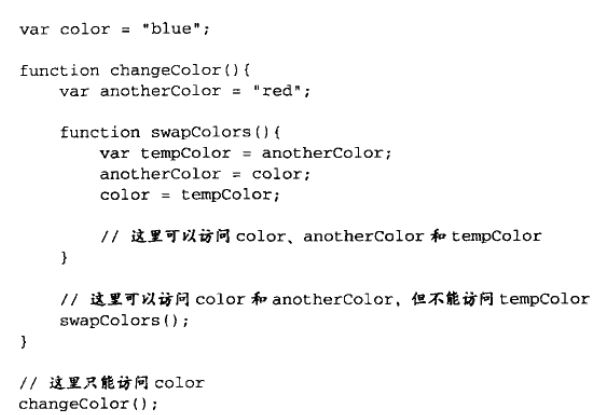 var color = "blue";
function changeColor(){
var anotherColor = "red";
function swapColors(){
var tempColor = anotherColor;
anotherColor = color;
color = tempColor;
// 这里可以访问 color、anotherColor 和 tempColor
}
// 这里可以访问 color 和 anotherColor, 但不能访问 tempColor
swapColors();
}
// 这里只能访问 color
changeColor();